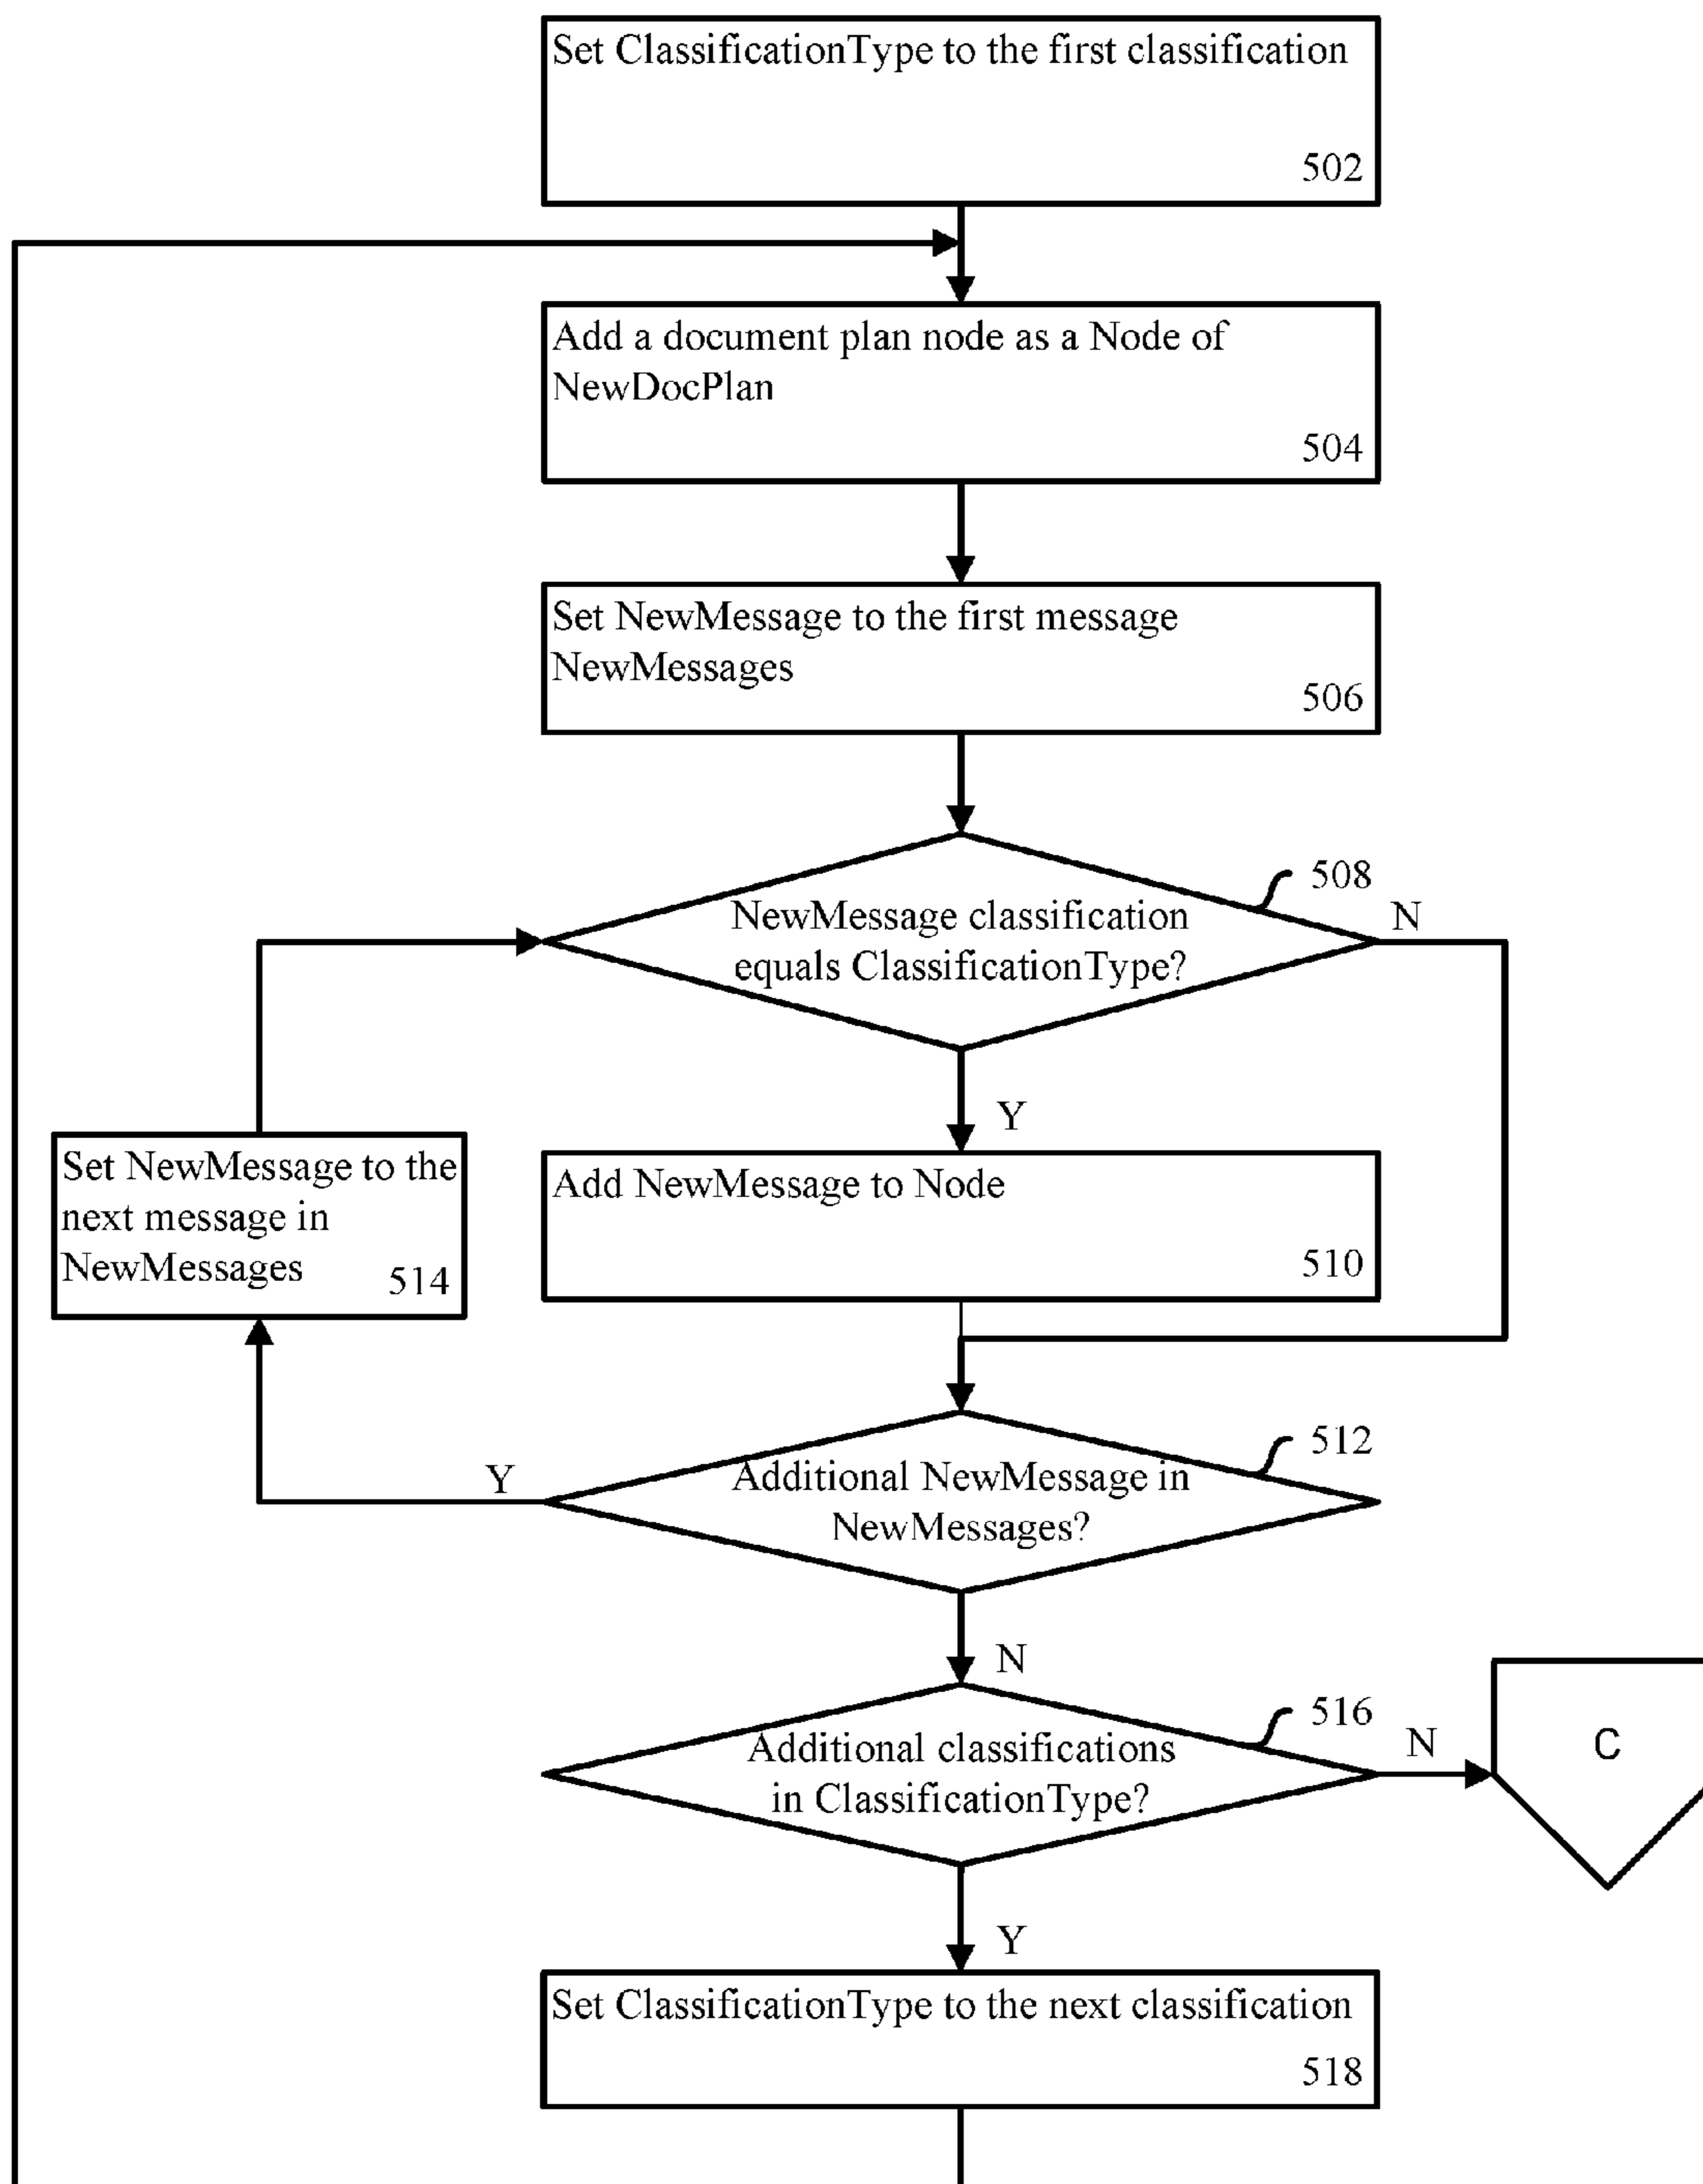 Set ClassificationType to the first classification
502
Add a document plan node as a Node of
NewDocPlan
504
Set NewMessage to the first message
NewMessages
506
508
NewMessage classification
equals ClassificationType?
N
Y
Set NewMessage to the
next message in
NewMessages
514
Add NewMessage to Node
510
512
Additional NewMessage in
NewMessages?
Y
N
516
Additional classifications
in ClassificationType?
N
C
Y
Set ClassificationType to the next classification
518